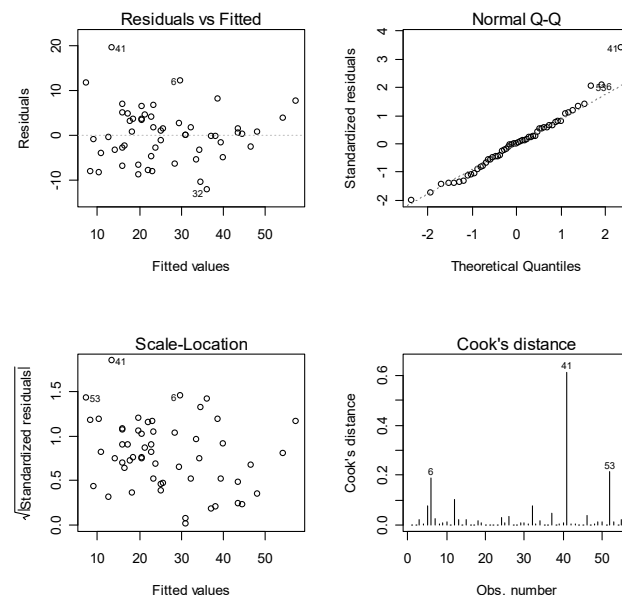 Residuals vs Fitted
Residuals
20
10
0
-10
41
6
32
10 20 30 40 50
Fitted values
Normal Q-Q
Standardized residuals
4
3
2
1
0
-1
-2
41
6
-2 -1 0 1 2
Theoretical Quantiles
Scale-Location
√|Standardized residuals|
1.5
1.0
0.5
0.0
41
53
6
10 20 30 40 50
Fitted values
Cook's distance
Cook's distance
0.6
0.4
0.2
0.0
41
6
53
0 10 20 30 40 50
Obs. number